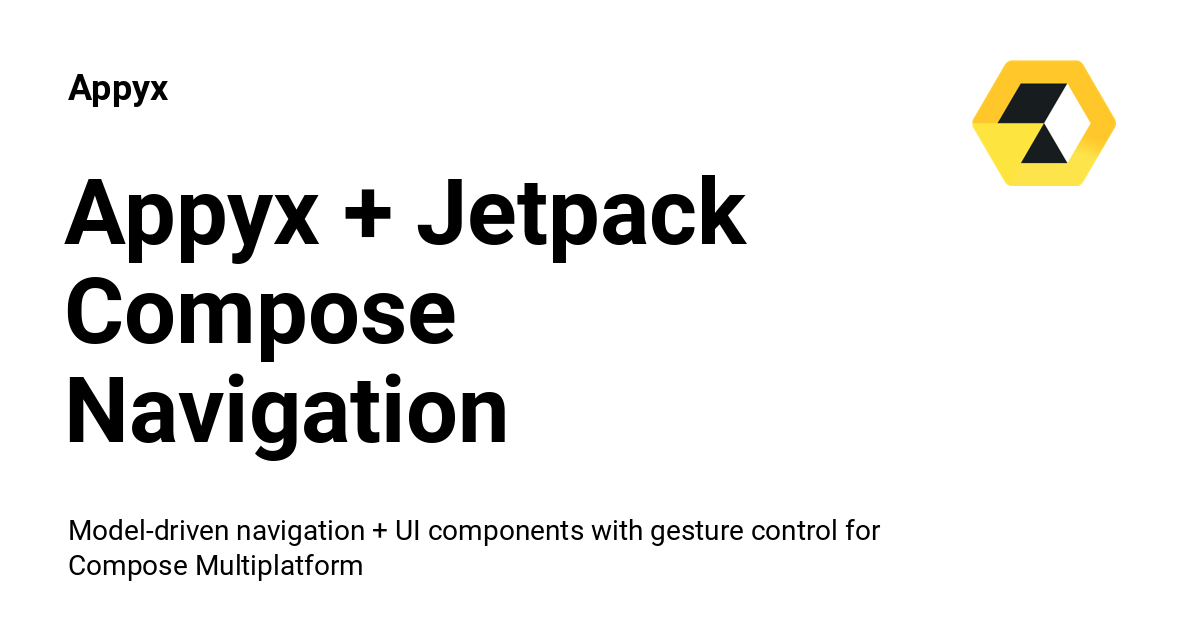 Appyx
Appyx + Jetpack
Compose
Navigation
Model-driven navigation + UI components with gesture control for
Compose Multiplatform